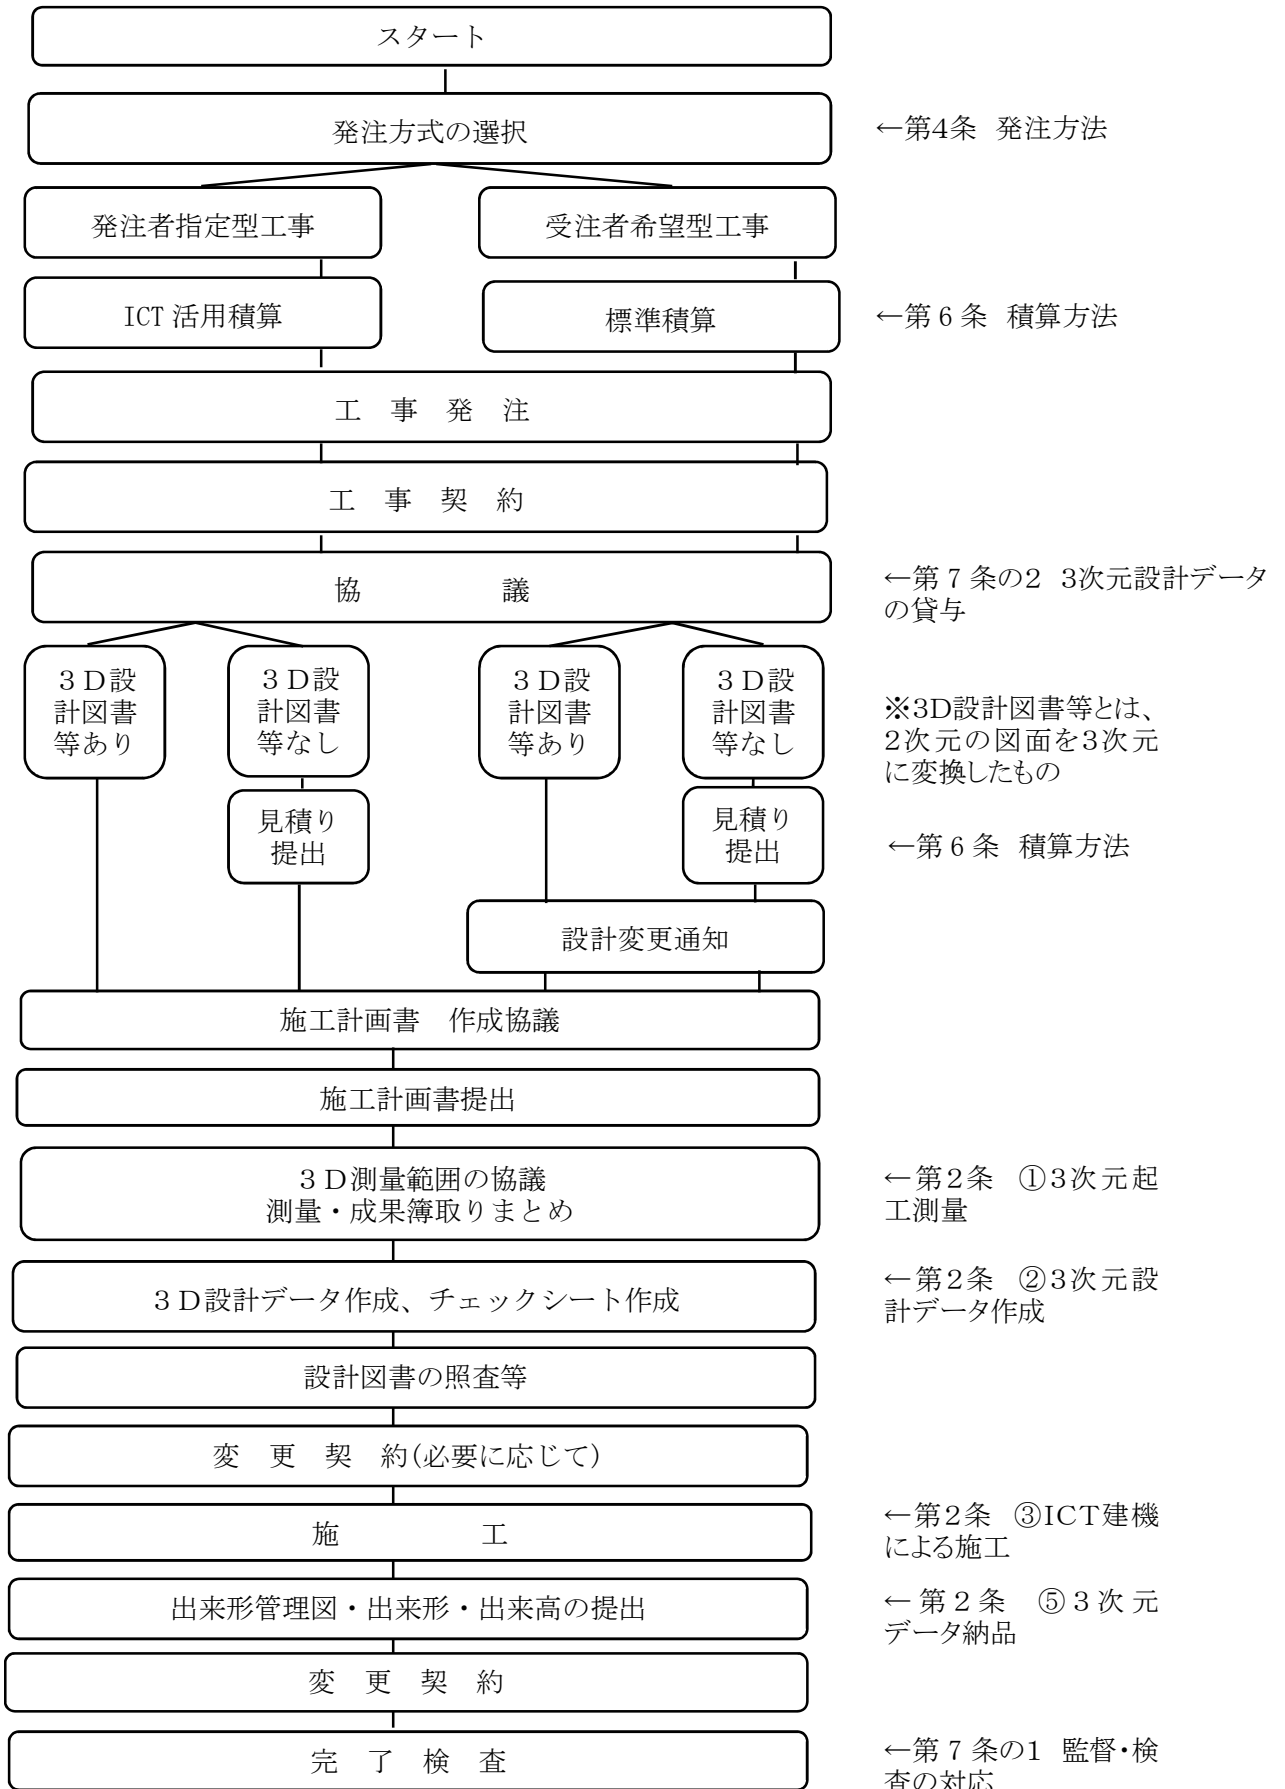 スタート
発注方式の選択
←第4条 発注方法
発注者指定型工事
受注者希望型工事
ICT 活用積算
標準積算
←第 6 条 積算方法
工 事 発 注
工 事 契 約
協 議
←第 7 条の2 3次元設計データ
の貸与
3D設
計図書
等あり
3D設
計図書
等なし
3D設
計図書
等あり
3D設
計図書
等なし
※3D設計図書等とは、
2次元の図面を3次元
に変換したもの
見積り
提出
見積り
提出
←第 6 条 積算方法
設計変更通知
施工計画書 作成協議
施工計画書提出
3D測量範囲の協議
測量・成果簿取りまとめ
←第2条 ①3次元起
工測量
3D設計データ作成、チェックシート作成
←第2条 ②3次元設
計データ作成
設計図書の照査等
変 更 契 約(必要に応じて)
施 工
←第2条 ③ICT建機
による施工
出来形管理図・出来形・出来高の提出
←第2条 ⑤3次元
データ納品
変 更 契 約
完 了 検 査
←第 7 条の1 監督・検
査の対応